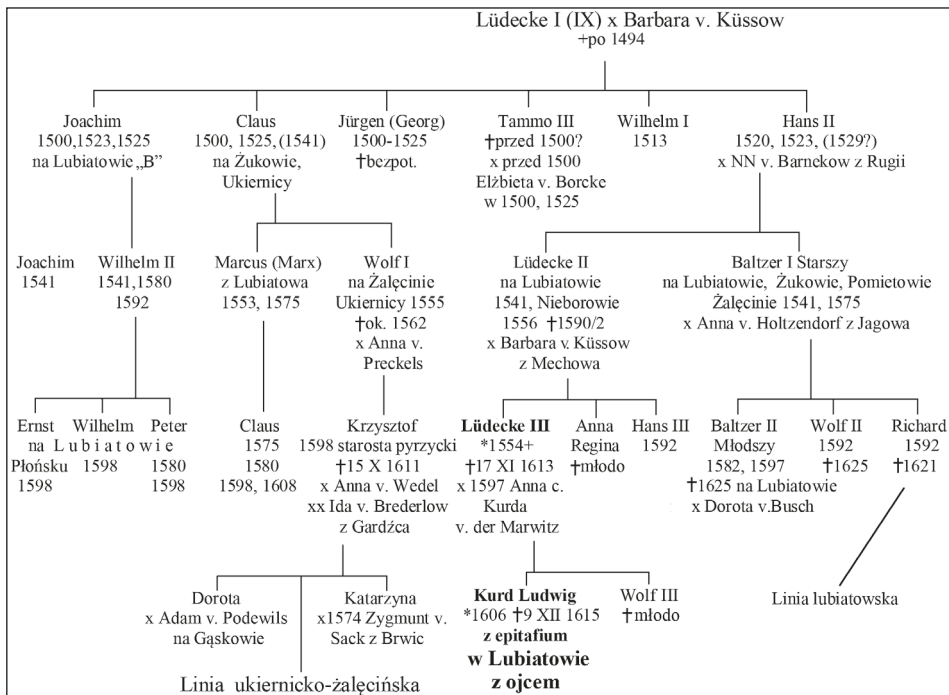 Lüdecke I (IX) x Barbara v. Küssow
+po 1494
Joachim
1500,1523,1525
na Lubiatowie „B”
Claus
1500, 1525, (1541)
na Żukowie,
Ukiernicy
Jürgen (Georg)
1500-1525
†bezpot.
Tammo III
†przed 1500?
x przed 1500
Elżbieta v. Borcke
w 1500, 1525
Wilhelm I
1513
Hans II
1520, 1523, (1529?)
x NN v. Barnekow z Rugii
Joachim
1541
Wilhelm II
1541,1580
1592
Marcus (Marx)
z Lubiatowa
1553, 1575
Wolf I
na Żalęcinie
Ukiernicy 1555
†ok. 1562
x Anna v.
Preckels
Lüdecke II
na Lubiatowie
1541, Nieborowie
1556 †1590/2
x Barbara v. Küssow
z Mechowa
Baltzer I Starszy
na Lubiatowie, Żukowie, Pomietowie
Żalęcinie 1541, 1575
x Anna v. Holtzendorf z Jagowa
Ernst Wilhelm Peter
na Lubiatowie
Płońsku 1598 1580
1598 1598
Claus
1575
1580
1598, 1608
Krzysztof
1598 starosta pyrzycki
†15 X 1611
x Anna v. Wedel
xx Ida v. Brederlow
z Gardźca
Lüdecke III
*1554+
†17 XI 1613
x 1597 Anna c.
Kurda
v. der Marwitz
Anna
Regina
†młodo
Hans III
1592
Baltzer II
Młodszy
1582, 1597
†1625 na Lubiatowie
x Dorota v.Busch
Wolf II
1592
†1625
Richard
1592
†1621
Dorota
x Adam v. Podewils
na Gąskowie
Katarzyna
x1574 Zygmunt v.
Sack z Brwic
Kurd Ludwig
*1606 †9 XII 1615
z epitafium
w Lubiatowie
z ojcem
Wolf III
†młodo
Linia lubiatowska
Linia ukiernicko-żalęcińska